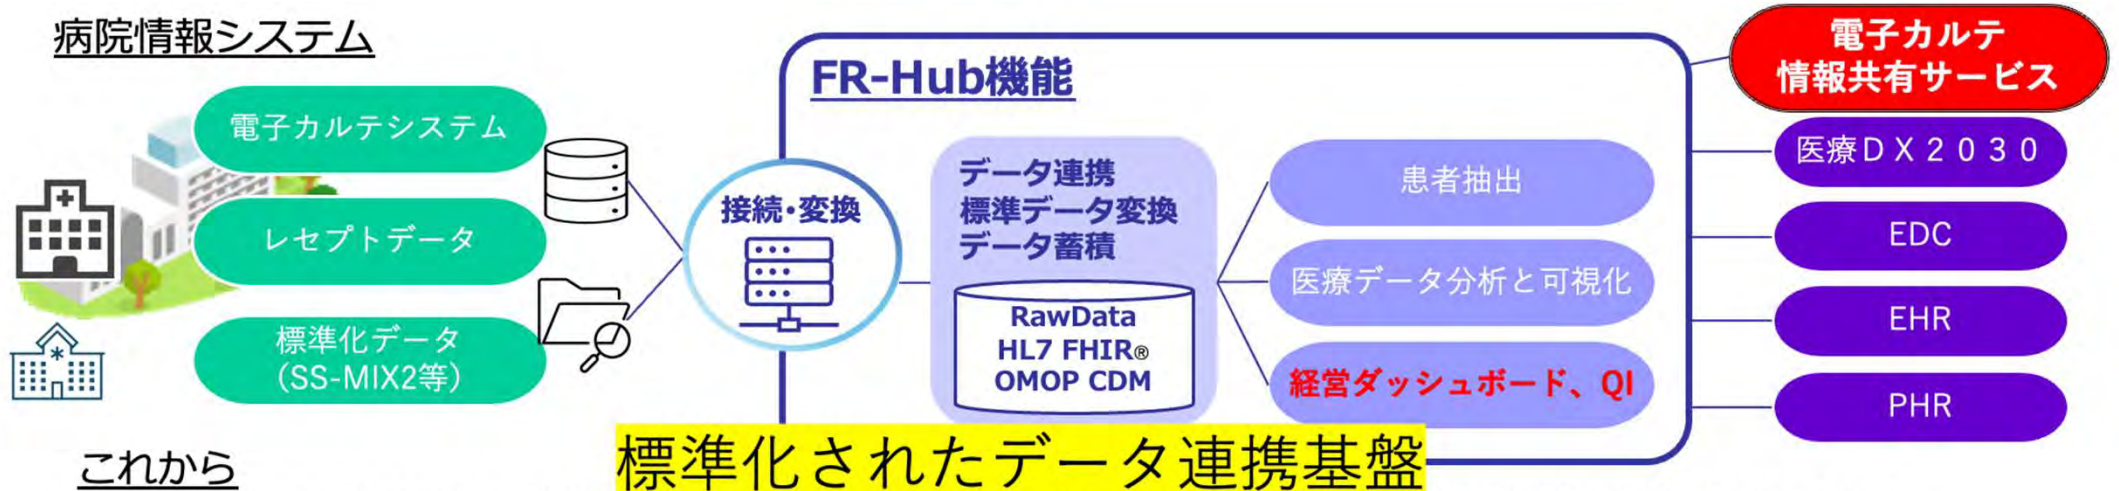 病院情報システム
電子カルテシステム
レセプトデータ
標準化データ
(SS-MIX2等)
これから
接続・変換
FR-Hub機能
データ連携
標準データ変換
データ蓄積
RawData
HL7 FHIR®
OMOP CDM
患者抽出
医療データ分析と可視化
経営ダッシュボード、QI
標準化されたデータ連携基盤
電子カルテ
情報共有サービス
医療DX2030
EDC
EHR
PHR